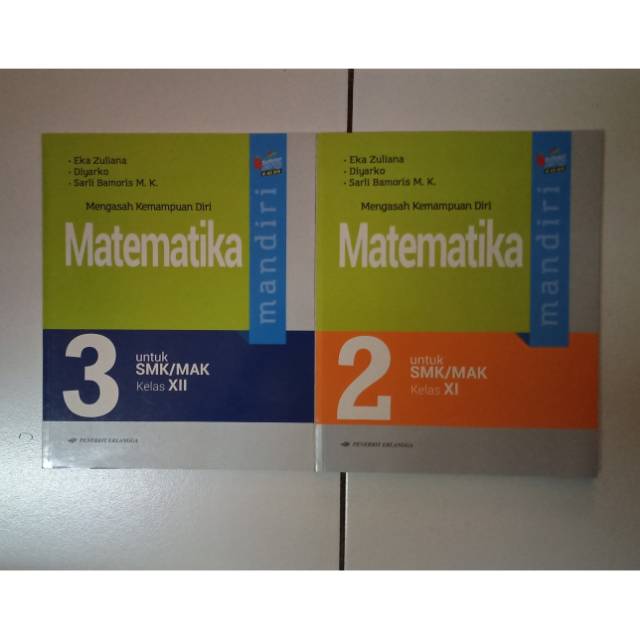 • Eka Zuliana
• Diyarko
• Sarli Bamoris M. K.
Mengasah Kemampuan Diri
Matematika
mandiri
3
untuk
SMK/MAK
Kelas XII
PENERBIT ERLANGGA
• Eka Zuliana
• Diyarko
• Sarli Bamoris M. K.
Mengasah Kemampuan Diri
Matematika
mandiri
2
untuk
SMK/MAK
Kelas XI
PENERBIT ERLANGGA